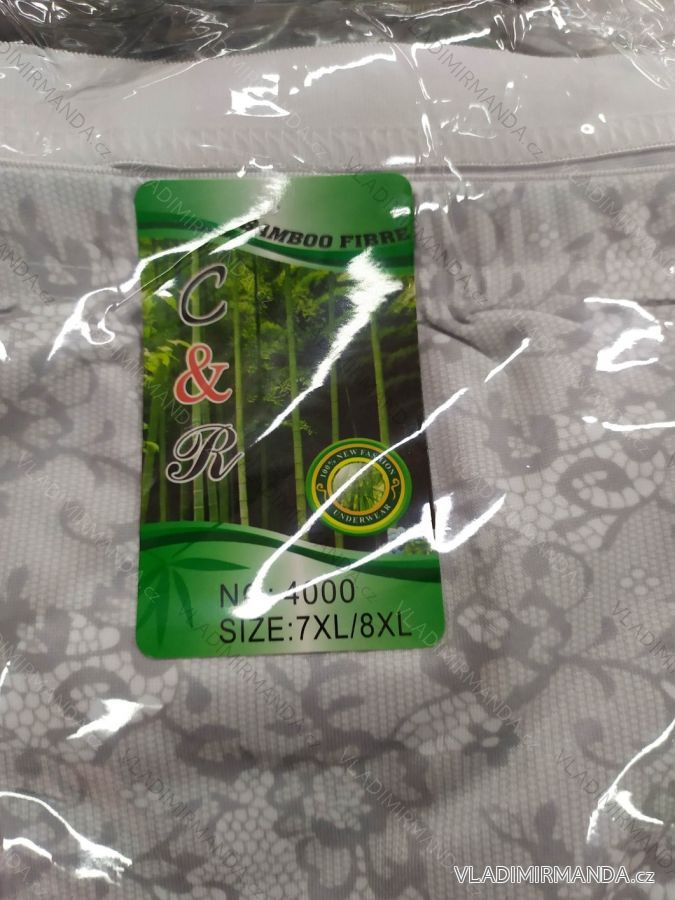 BAMBOO FIBRE
C
&
R
100% NEW FASHION
UNDERWEAR
NO: 4000
SIZE:7XL/8XL
VLADIMIRMANDA.CZ